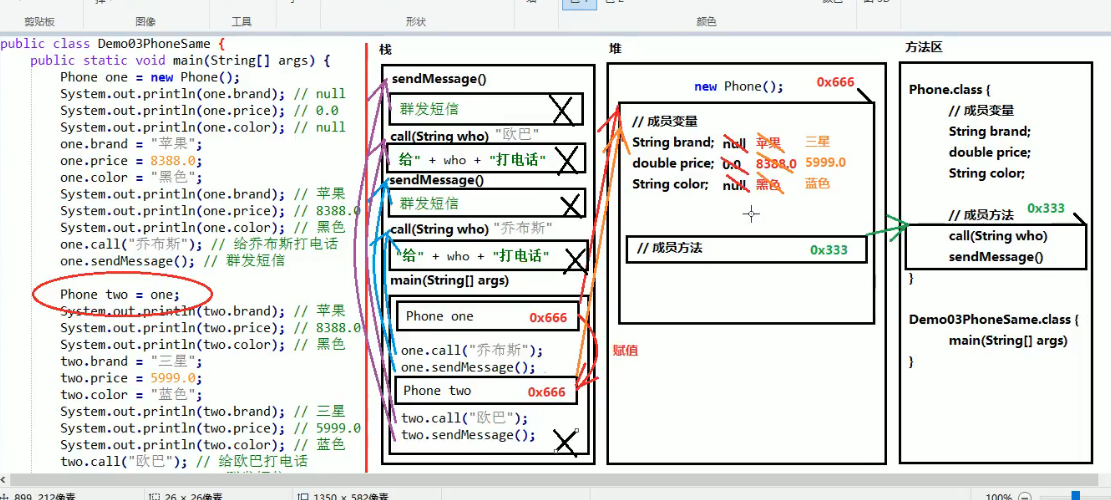 剪贴板
图像
工具
形状
颜色
public class Demo03PhoneSame {
public static void main(String[] args) {
Phone one = new Phone();
System.out.println(one.brand); // null
System.out.println(one.price); // 0.0
System.out.println(one.color); // null
one.brand = "苹果";
one.price = 8388.0;
one.color = "黑色";
System.out.println(one.brand); // 苹果
System.out.println(one.price); // 8388.0
System.out.println(one.color); // 黑色
one.call("乔布斯"); // 给乔布斯打电话
one.sendMessage(); // 群发短信
Phone two = one;
System.out.println(two.brand); // 苹果
System.out.println(two.price); // 8388.0
System.out.println(two.color); // 黑色
two.brand = "三星";
two.price = 5999.0;
two.color = "蓝色";
System.out.println(two.brand); // 三星
System.out.println(two.price); // 5999.0
System.out.println(two.color); // 蓝色
two.call("欧巴"); // 给欧巴打电话
栈
sendMessage()
群发短信
call(String who) "欧巴"
给" + who + "打电话"
sendMessage()
群发短信
call(String who) "乔布斯"
"给" + who + "打电话"
main(String[] args)
Phone one 0x666
one.call("乔布斯");
one.sendMessage();
Phone two 0x666
two.call("欧巴");
two.sendMessage();
赋值
堆
new Phone(); 0x666
// 成员变量
String brand; null 苹果 三星
double price; 0.0 8388.0 5999.0
String color; null 黑色 蓝色
// 成员方法 0x333
方法区
Phone.class {
// 成员变量
String brand;
double price;
String color;
// 成员方法 0x333
call(String who)
sendMessage()
}
Demo03PhoneSame.class {
main(String[] args)
}
899, 212像素
26 × 26像素
1350 × 582像素
100%